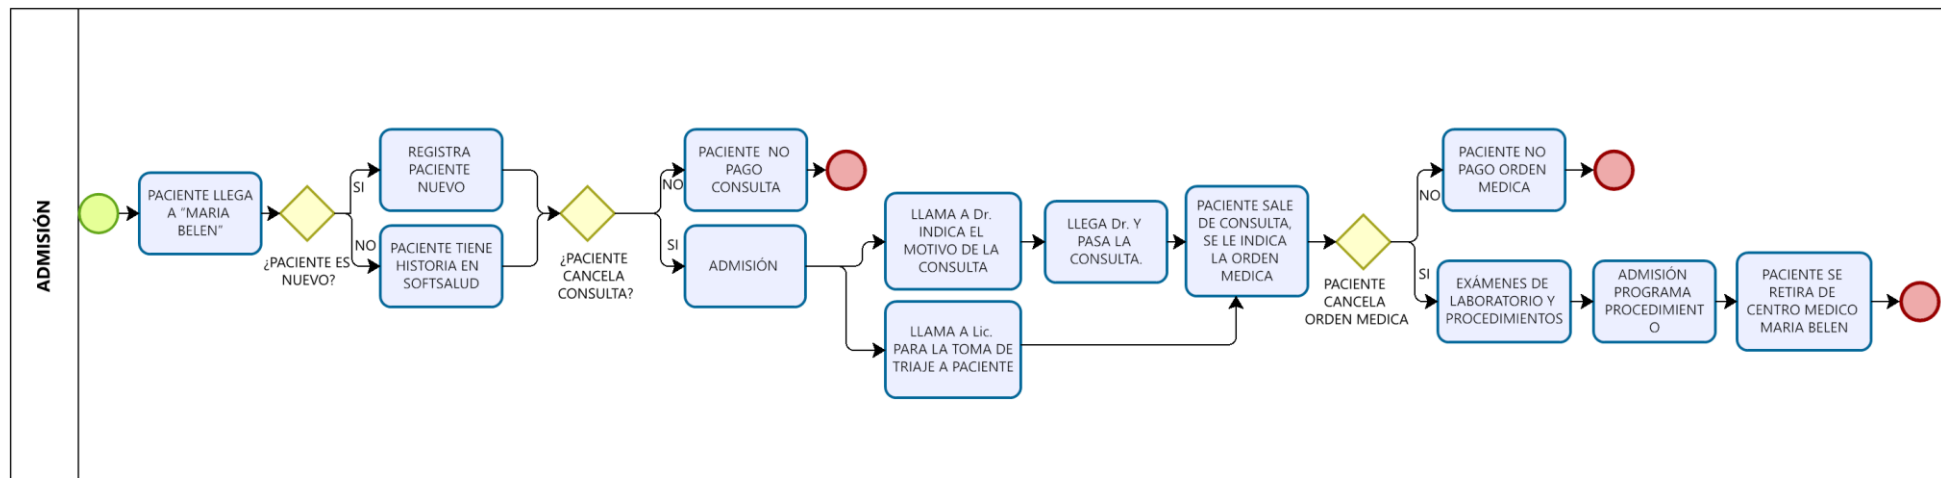 ADMISIÓN
PACIENTE LLEGA
A “MARIA
BELEN”
¿PACIENTE ES
NUEVO?
SI
REGISTRA
PACIENTE
NUEVO
NO
PACIENTE TIENE
HISTORIA EN
SOFTSALUD
¿PACIENTE
CANCELA
CONSULTA?
NO
PACIENTE NO
PAGO
CONSULTA
SI
ADMISIÓN
LLAMA A Dr.
INDICA EL
MOTIVO DE LA
CONSULTA
LLEGA Dr. Y
PASA LA
CONSULTA.
LLAMA A Lic.
PARA LA TOMA DE
TRIAJE A PACIENTE
PACIENTE SALE
DE CONSULTA,
SE LE INDICA
LA ORDEN
MEDICA
PACIENTE
CANCELA
ORDEN MEDICA
NO
PACIENTE NO
PAGO ORDEN
MEDICA
SI
EXÁMENES DE
LABORATORIO Y
PROCEDIMIENTOS
ADMISIÓN
PROGRAMA
PROCEDIMIENT
O
PACIENTE SE
RETIRA DE
CENTRO MEDICO
MARIA BELEN